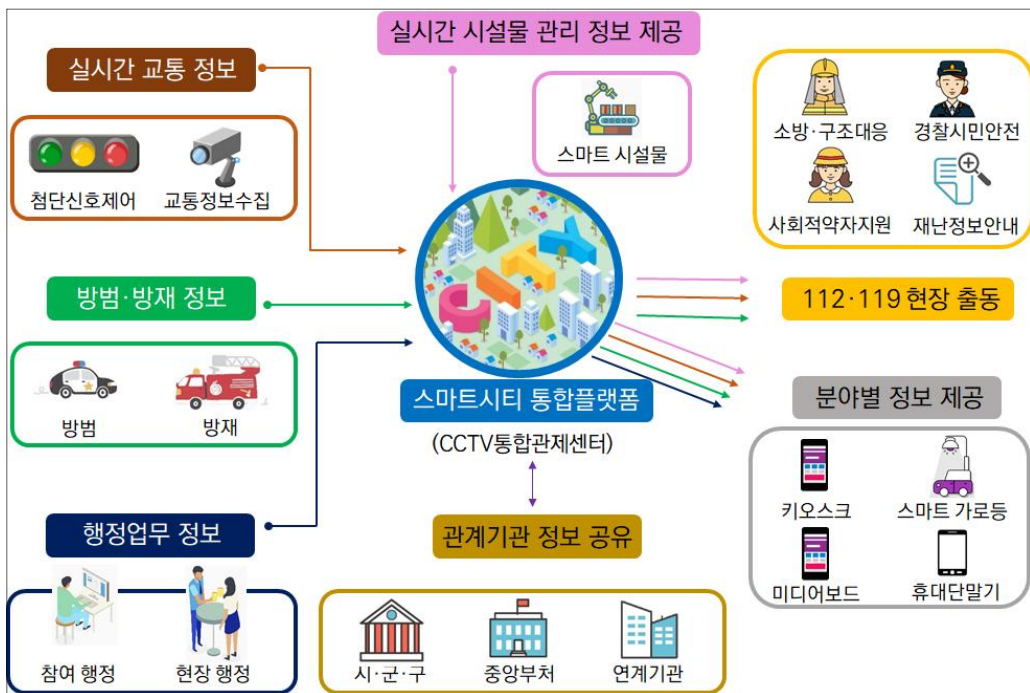 실시간 시설물 관리 정보 제공
스마트 시설물
실시간 교통 정보
첨단신호제어
교통정보수집
소방·구조대응
경찰시민안전
사회적약자지원
재난정보안내
방범·방재 정보
방범
방재
112·119 현장 출동
스마트시티 통합플랫폼
(CCTV통합관제센터)
분야별 정보 제공
키오스크
스마트 가로등
미디어보드
휴대단말기
행정업무 정보
참여 행정
현장 행정
관계기관 정보 공유
시·군·구
중앙부처
연계기관